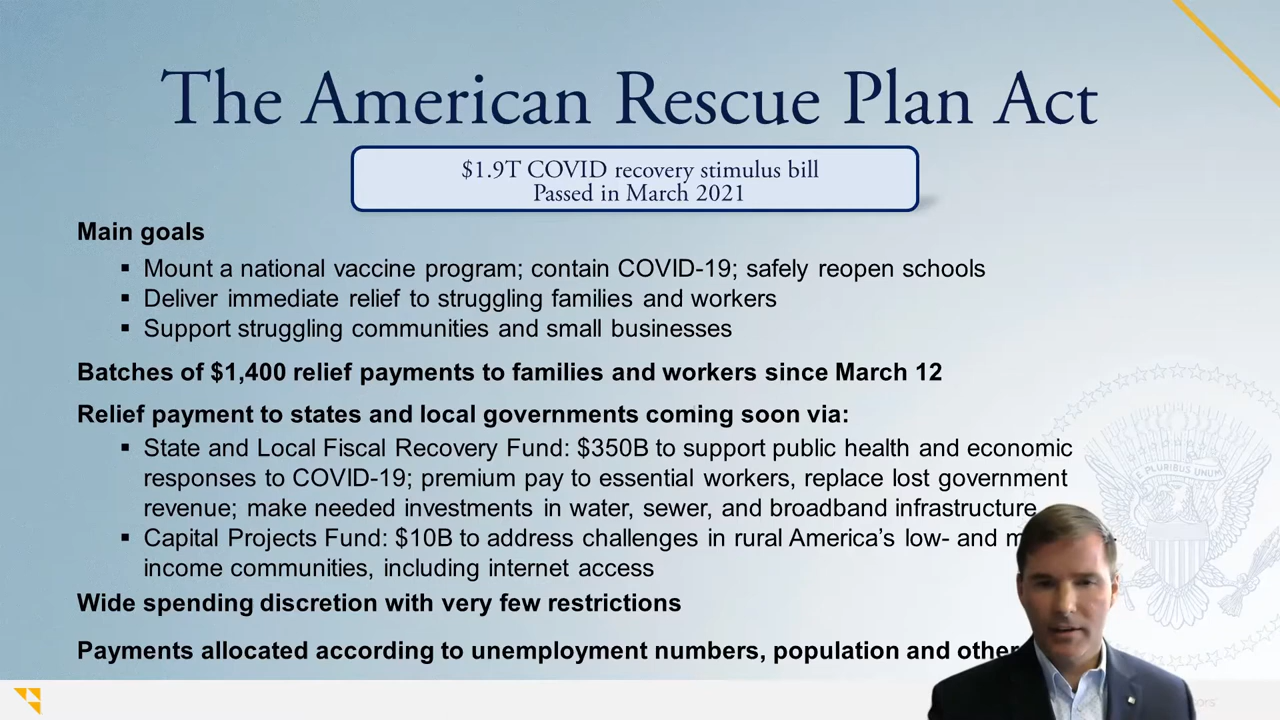 The American Rescue Plan Act
$1.9T COVID recovery stimulus bill
Passed in March 2021
Main goals
▪ Mount a national vaccine program; contain COVID-19; safely reopen schools
▪ Deliver immediate relief to struggling families and workers
▪ Support struggling communities and small businesses
Batches of $1,400 relief payments to families and workers since March 12
Relief payment to states and local governments coming soon via:
▪ State and Local Fiscal Recovery Fund: $350B to support public health and economic
responses to COVID-19; premium pay to essential workers, replace lost government
revenue; make needed investments in water, sewer, and broadband infrastructure
▪ Capital Projects Fund: $10B to address challenges in rural America’s low- and
income communities, including internet access
Wide spending discretion with very few restrictions
Payments allocated according to unemployment numbers, population and other
E PLURIBUS UNUM